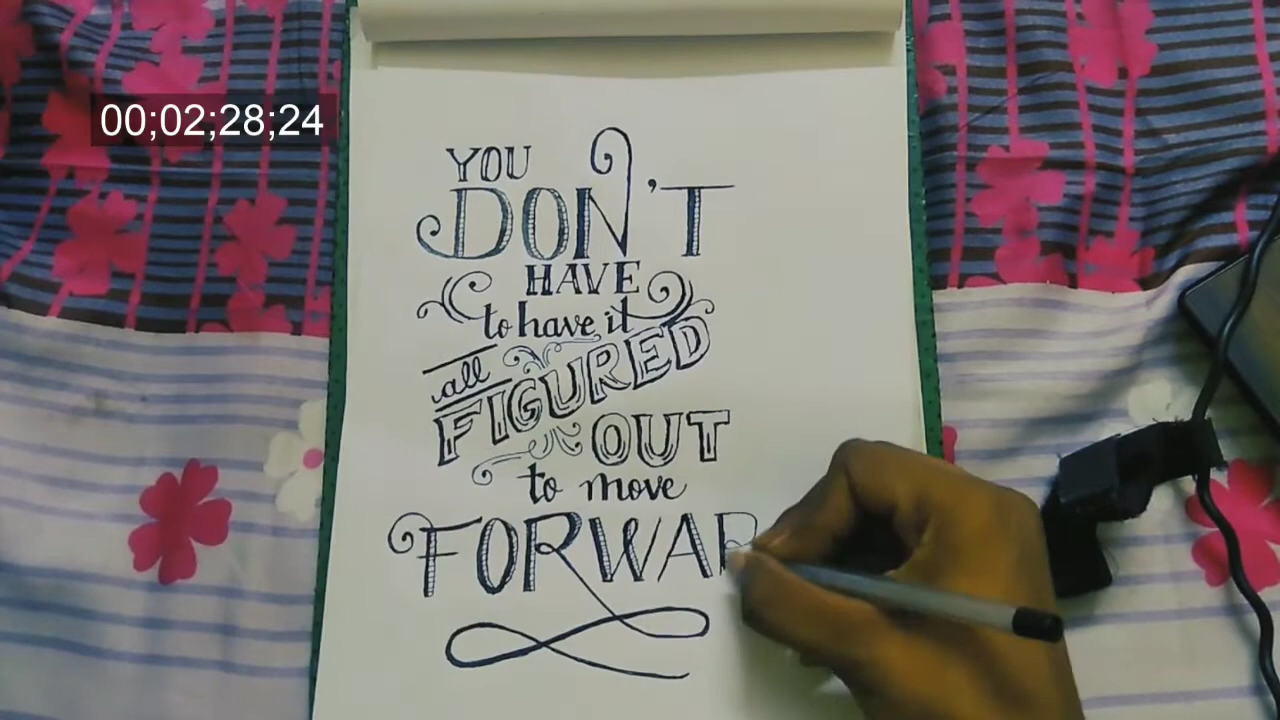 00;02;28;24
YOU
DON'T
HAVE
to have it
all
FIGURED
OUT
to move
FORWAR